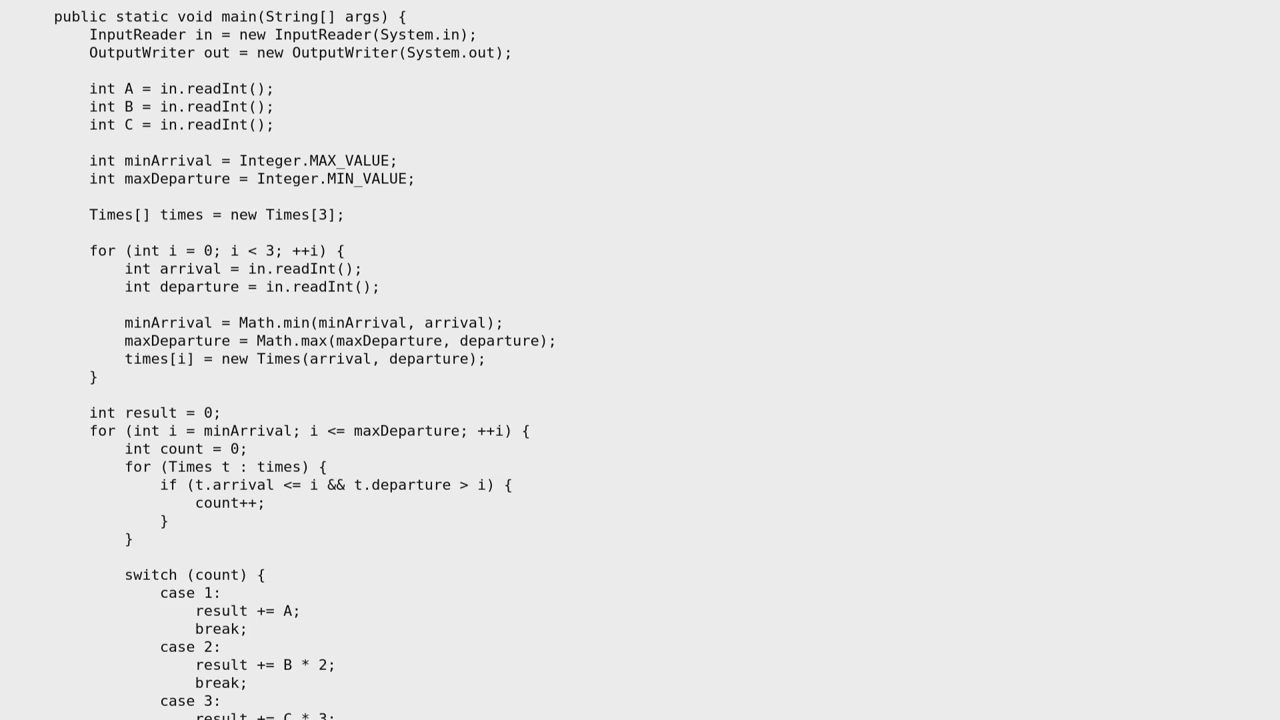 public static void main(String[] args) {
InputReader in = new InputReader(System.in);
OutputWriter out = new OutputWriter(System.out);
int A = in.readInt();
int B = in.readInt();
int C = in.readInt();
int minArrival = Integer.MAX_VALUE;
int maxDeparture = Integer.MIN_VALUE;
Times[] times = new Times[3];
for (int i = 0; i < 3; ++i) {
int arrival = in.readInt();
int departure = in.readInt();
minArrival = Math.min(minArrival, arrival);
maxDeparture = Math.max(maxDeparture, departure);
times[i] = new Times(arrival, departure);
}
int result = 0;
for (int i = minArrival; i <= maxDeparture; ++i) {
int count = 0;
for (Times t : times) {
if (t.arrival <= i && t.departure > i) {
count++;
}
}
switch (count) {
case 1:
result += A;
break;
case 2:
result += B * 2;
break;
case 3:
result += C * 3;